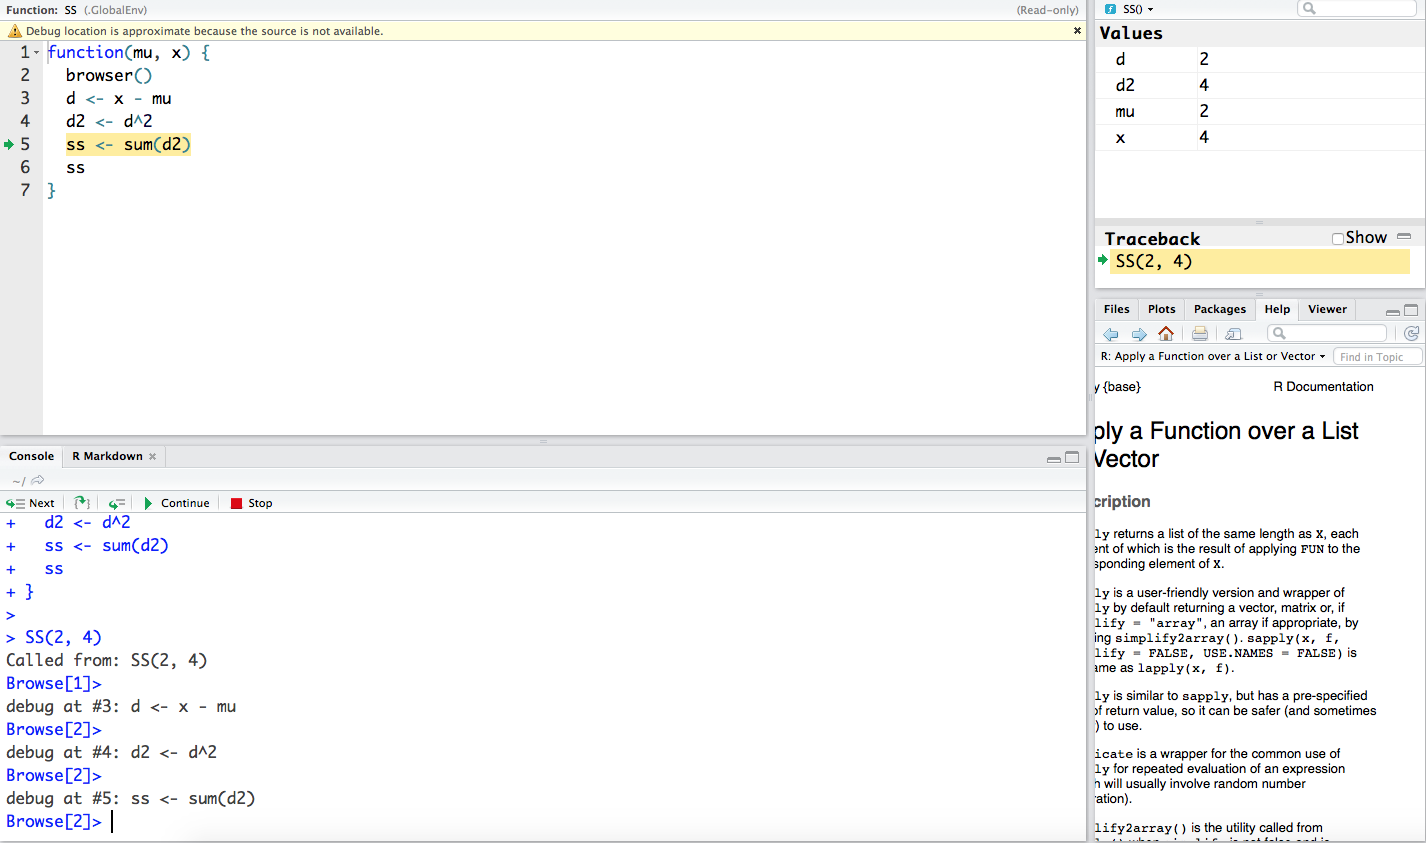 Function: SS (.GlobalEnv) (Read-only)
Debug location is approximate because the source is not available.
1 function(mu, x) {
2 browser()
3 d <- x - mu
4 d2 <- d^2
5 ss <- sum(d2)
6 ss
7 }
Console R Markdown
~/
Next Continue Stop
+ d2 <- d^2
+ ss <- sum(d2)
+ ss
+ }
>
> SS(2, 4)
Called from: SS(2, 4)
Browse[1]>
debug at #3: d <- x - mu
Browse[2]>
debug at #4: d2 <- d^2
Browse[2]>
debug at #5: ss <- sum(d2)
Browse[2]>
SS()
Values
d 2
d2 4
mu 2
x 4
Traceback Show
SS(2, 4)
Files Plots Packages Help Viewer
R: Apply a Function over a List or Vector Find in Topic
y {base} R Documentation
ply a Function over a List
Vector
cription
ly returns a list of the same length as X, each
ent of which is the result of applying FUN to the
sponding element of X.
ly is a user-friendly version and wrapper of
ly by default returning a vector, matrix or, if
lify = "array", an array if appropriate, by
ing simplify2array(). sapply(x, f,
lify = FALSE, USE.NAMES = FALSE) is
ame as lapply(x, f).
ly is similar to sapply, but has a pre-specified
of return value, so it can be safer (and sometimes
) to use.
icate is a wrapper for the common use of
ly for repeated evaluation of an expression
h will usually involve random number
ration).
lify2array() is the utility called from